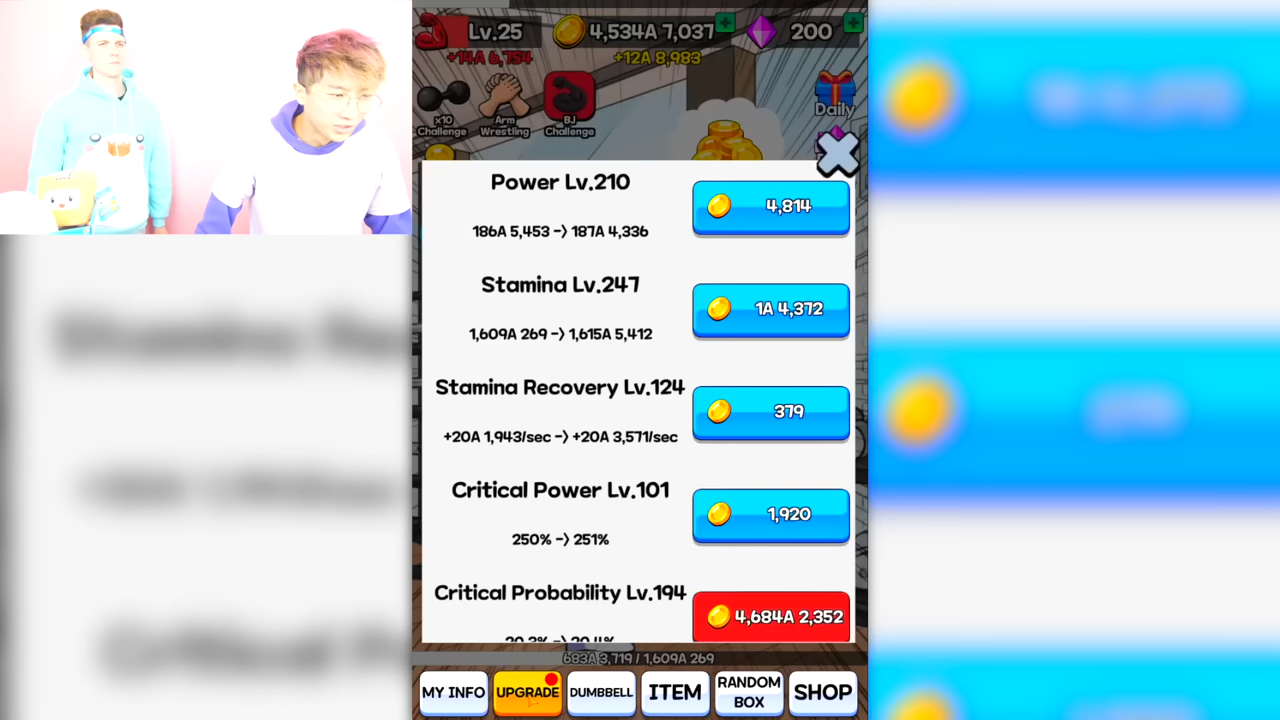 Lv.25
4,534A 7,037
200
+14A 6,754
+12A 8,983
x10
Challenge
Arm
Wrestling
BJ
Challenge
Daily
Power Lv.210
4,814
186A 5,453 -> 187A 4,336
Stamina Lv.247
1A 4,372
1,609A 269 -> 1,615A 5,412
Stamina Recovery Lv.124
379
+20A 1,943/sec -> +20A 3,571/sec
Critical Power Lv.101
1,920
250% -> 251%
Critical Probability Lv.194
4,684A 2,352
20.3% -> 20.4%
683A 3,719 / 1,609A 269
MY INFO
UPGRADE
DUMBBELL
ITEM
RANDOM
BOX
SHOP